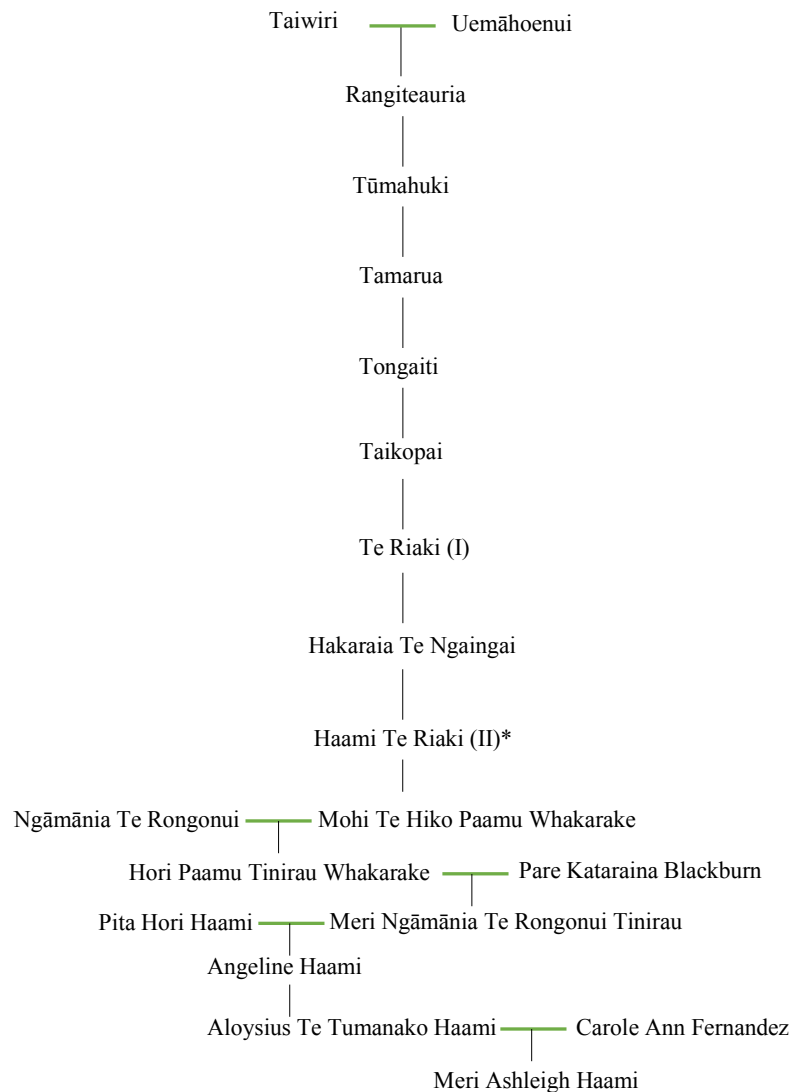 Taiwiri Uemāhoenui
Rangiteauria
Tūmahuki
Tamarua
Tongaiti
Taikopai
Te Riaki (I)
Hakaraia Te Ngaingai
Haami Te Riaki (II)*
Ngāmānia Te Rongonui Mohi Te Hiko Paamu Whakarake
Hori Paamu Tinirau Whakarake Pare Kataraina Blackburn
Pita Hori Haami Meri Ngāmānia Te Rongonui Tinirau
Angeline Haami
Aloysius Te Tumanako Haami Carole Ann Fernandez
Meri Ashleigh Haami